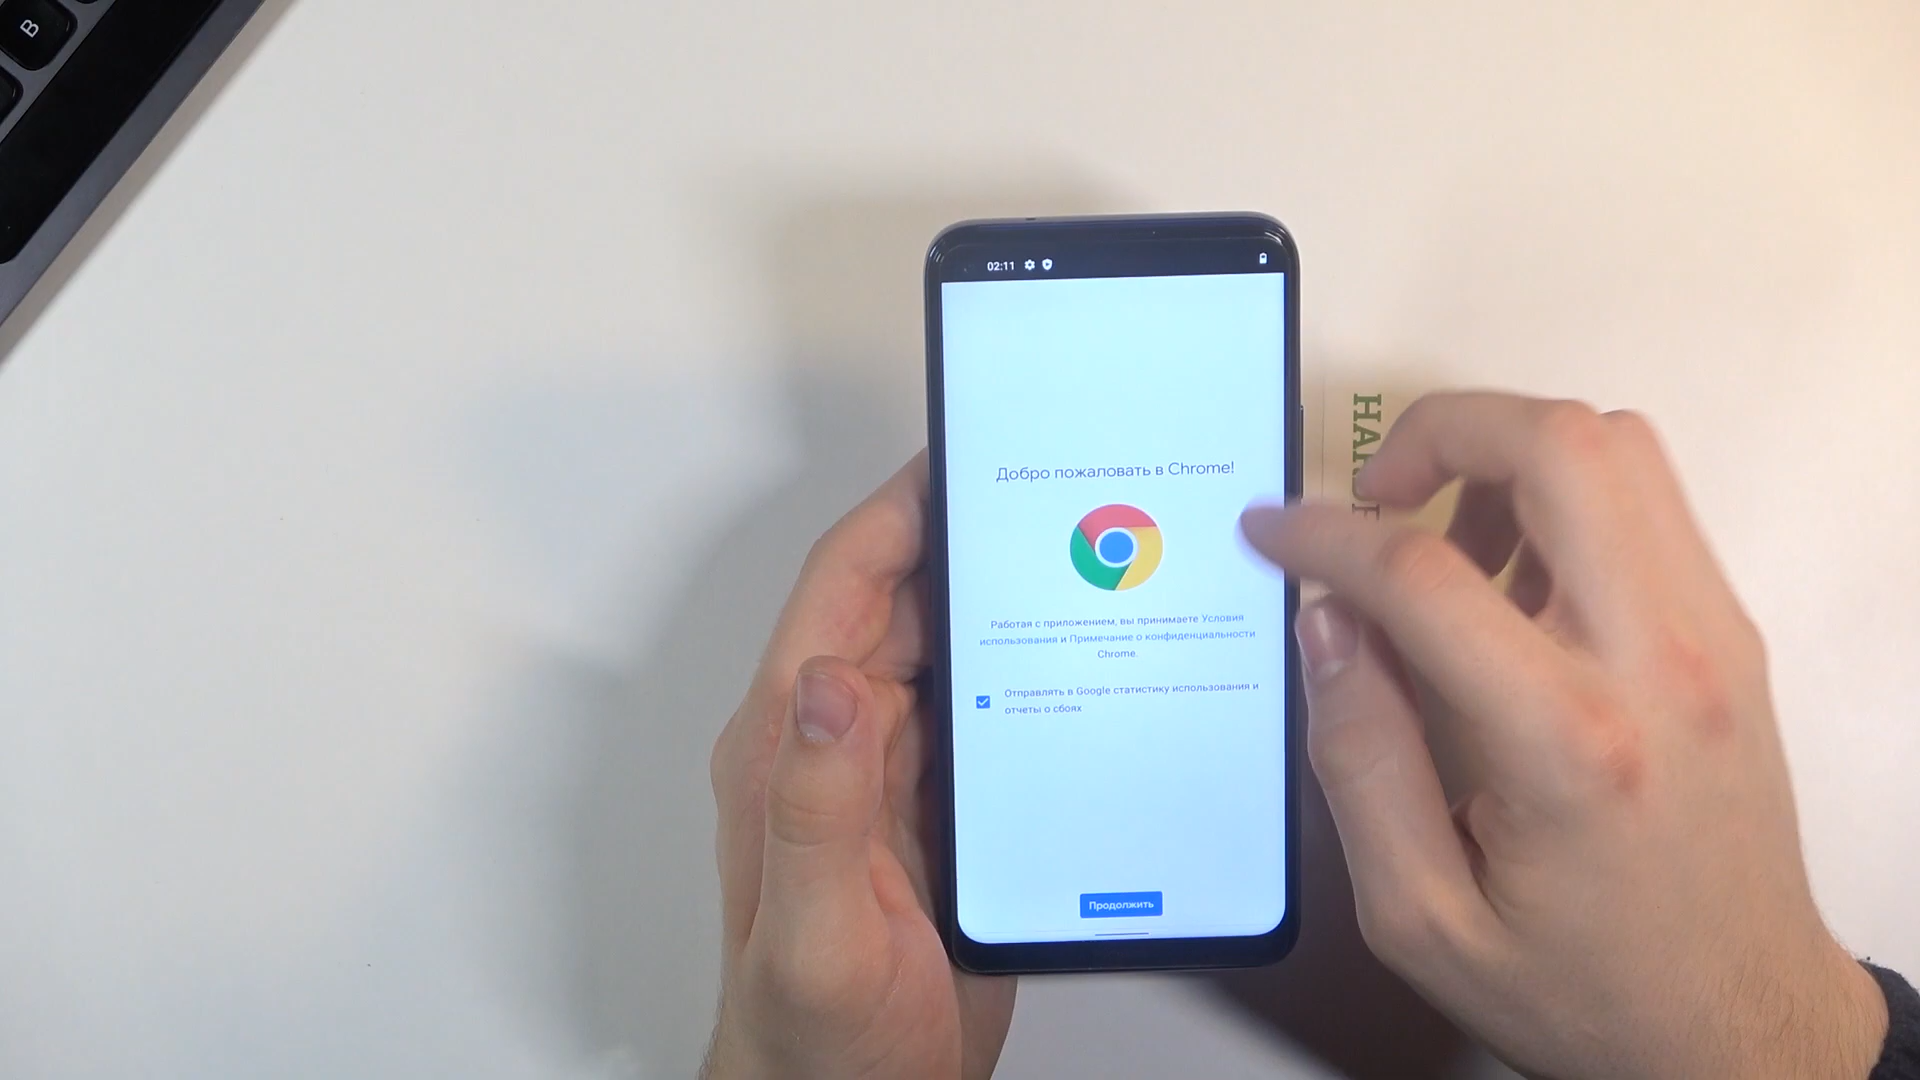 B
02:11
Добро пожаловать в Chrome!
Работая с приложением, вы принимаете Условия
использования и Примечание о конфиденциальности
Chrome.
Отправлять в Google статистику использования и
отчеты о сбоях
Продолжить